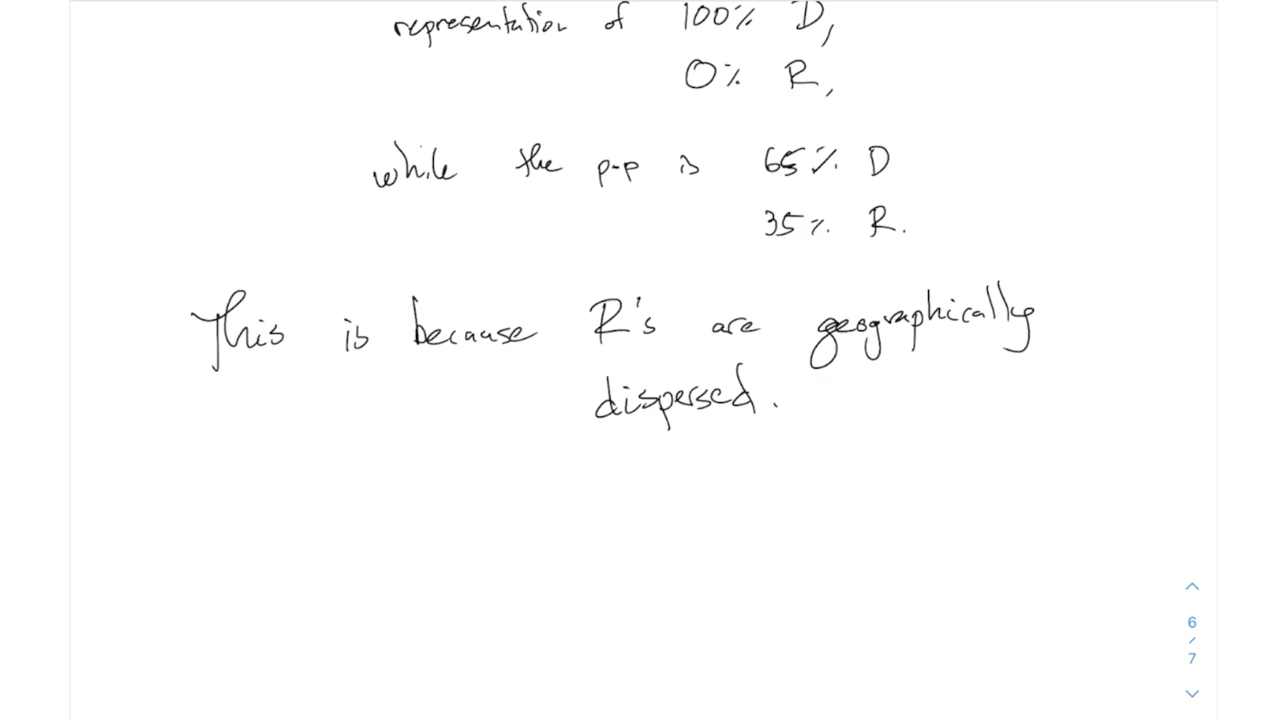 representation of 100% D,
0% R,
while the pop is 65% D
35% R.
This is because R's are geographically
dispersed.
6
/
7